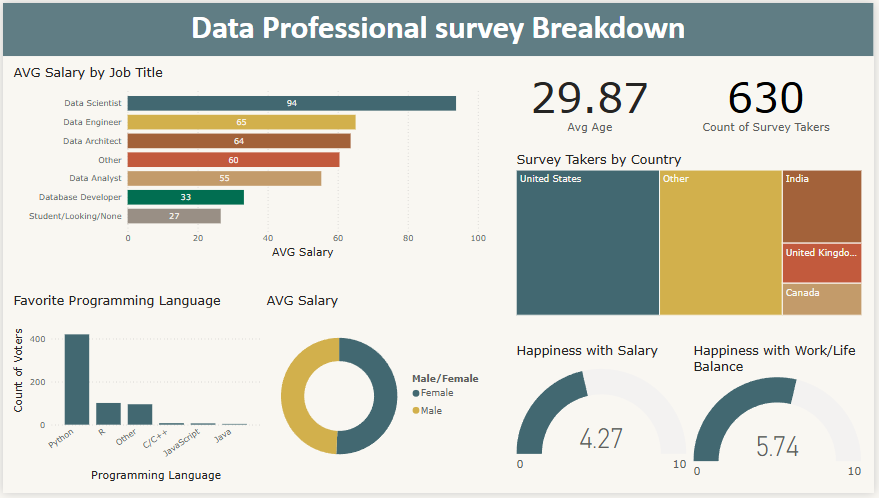 Data Professional survey Breakdown
AVG Salary by Job Title
Data Scientist 94
Data Engineer 65
Data Architect 64
Other 60
Data Analyst 55
Database Developer 33
Student/Looking/None 27
0 20 40 60 80 100
AVG Salary
29.87
Avg Age
630
Count of Survey Takers
Survey Takers by Country
United States
Other
India
United Kingdo...
Canada
Favorite Programming Language
Count of Voters
400
200
0
Python R Other C/C++ JavaScript Java
Programming Language
AVG Salary
Male/Female
Female
Male
Happiness with Salary
4.27
0 10
Happiness with Work/Life
Balance
5.74
0 10